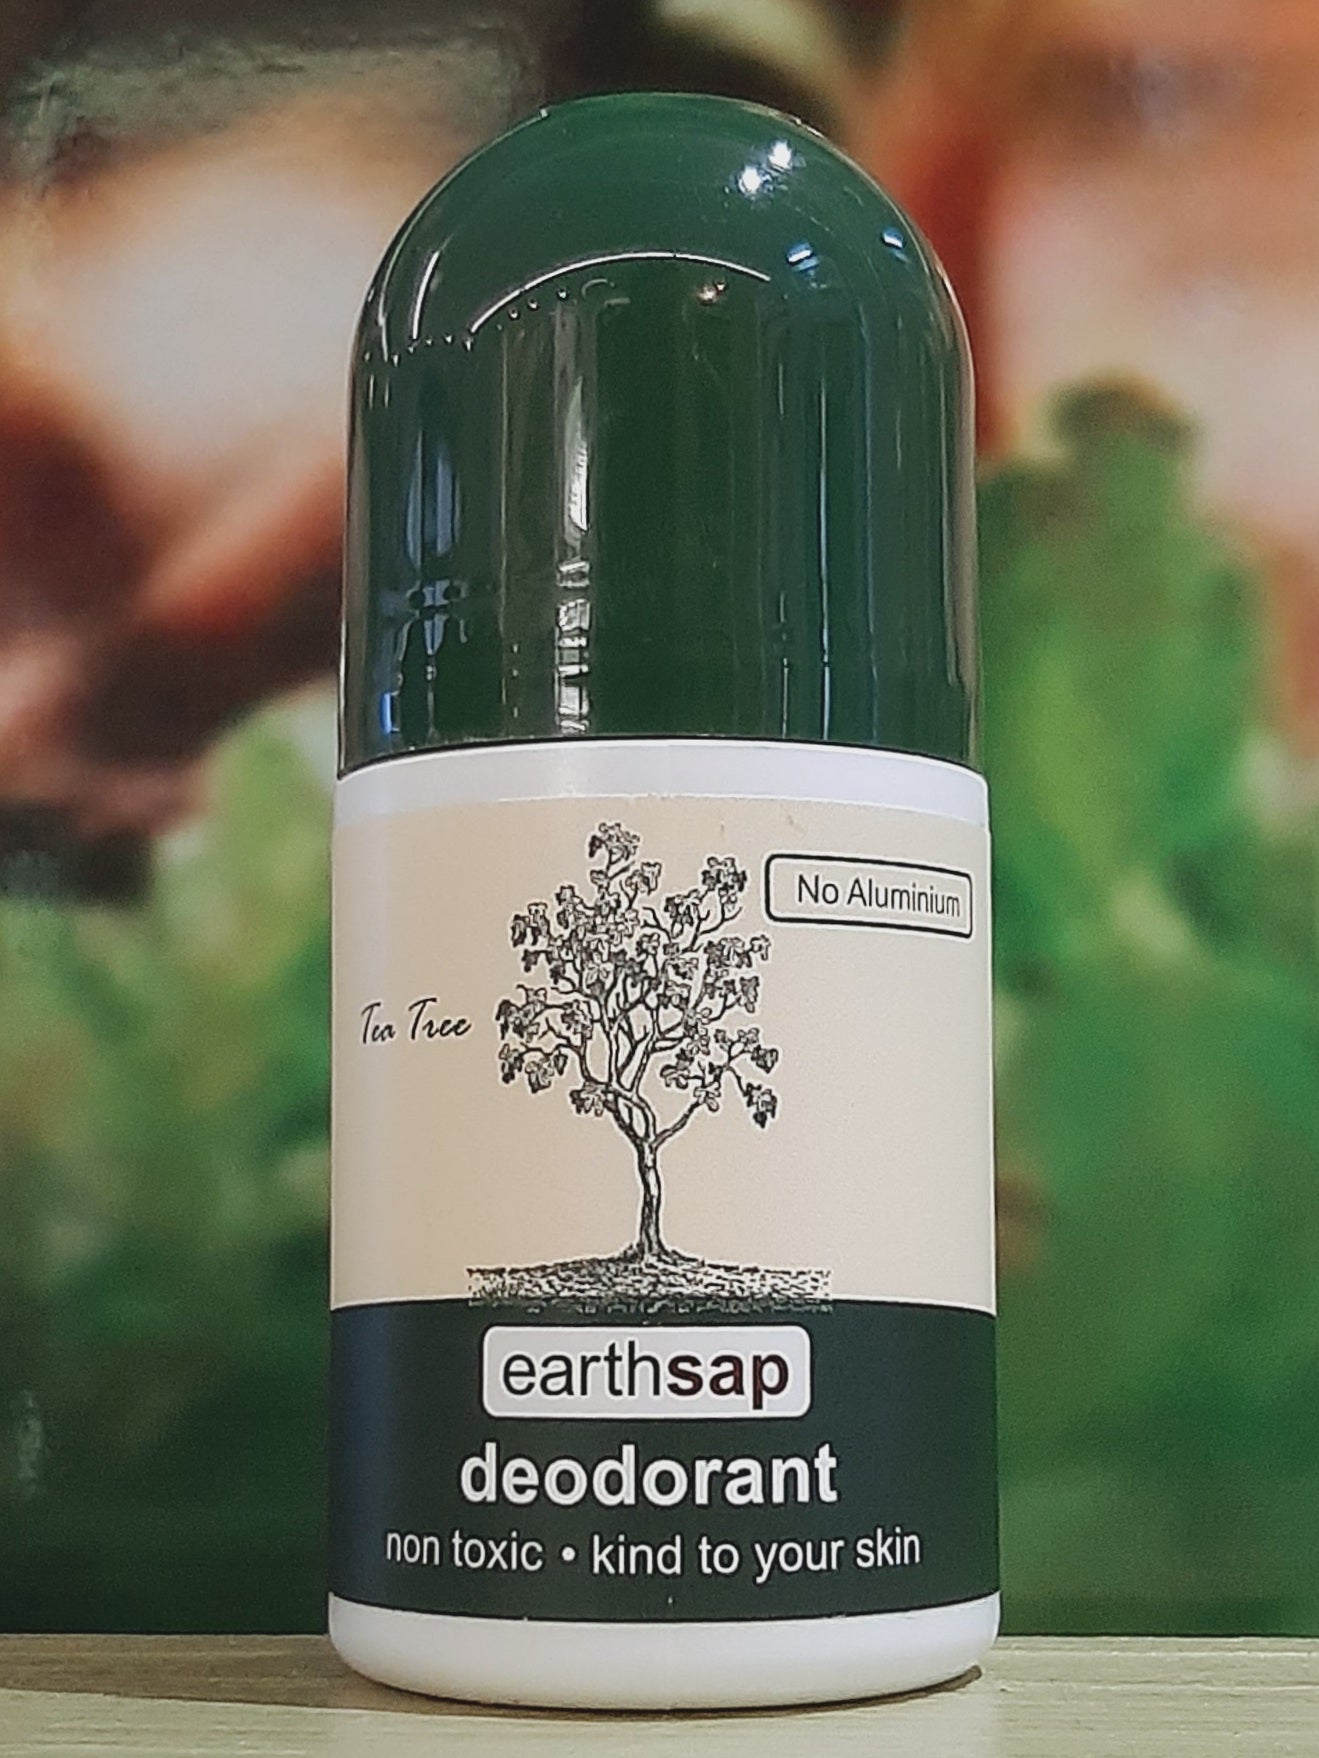 No Aluminium
Tea Tree
earthsap
deodorant
non toxic • kind to your skin